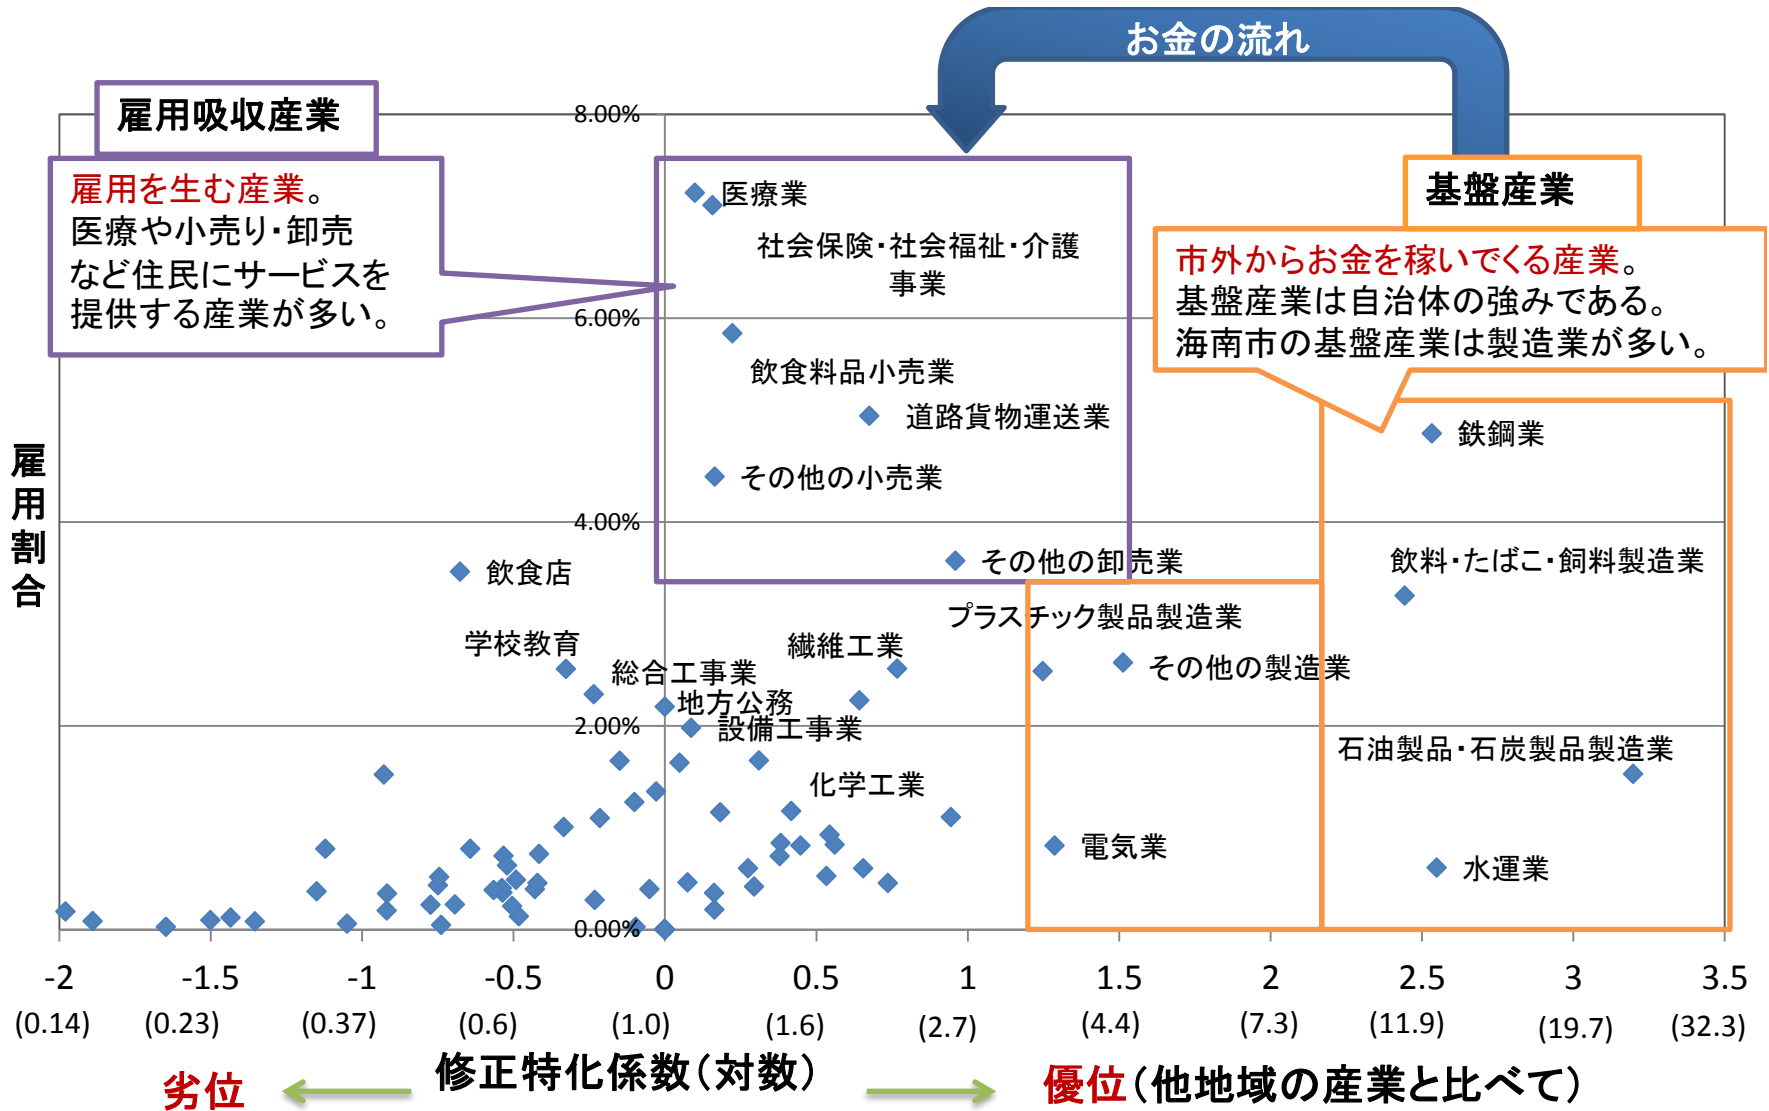 お金の流れ
雇用吸収産業
雇用を生む産業。
医療や小売り・卸売
など住民にサービスを
提供する産業が多い。
基盤産業
市外からお金を稼いでくる産業。
基盤産業は自治体の強みである。
海南市の基盤産業は製造業が多い。
雇用割合
8.00%
6.00%
4.00%
2.00%
0.00%
医療業
社会保険・社会福祉・介護
事業
飲食料品小売業
道路貨物運送業
その他の小売業
その他の卸売業
鉄鋼業
飲料・たばこ・飼料製造業
飲食店
プラスチック製品製造業
学校教育
繊維工業
総合工事業
その他の製造業
地方公務
設備工事業
石油製品・石炭製品製造業
化学工業
電気業
水運業
-2 -1.5 -1 -0.5 0 0.5 1 1.5 2 2.5 3 3.5
(0.14) (0.23) (0.37) (0.6) (1.0) (1.6) (2.7) (4.4) (7.3) (11.9) (19.7) (32.3)
劣位 修正特化係数(対数) 優位(他地域の産業と比べて)